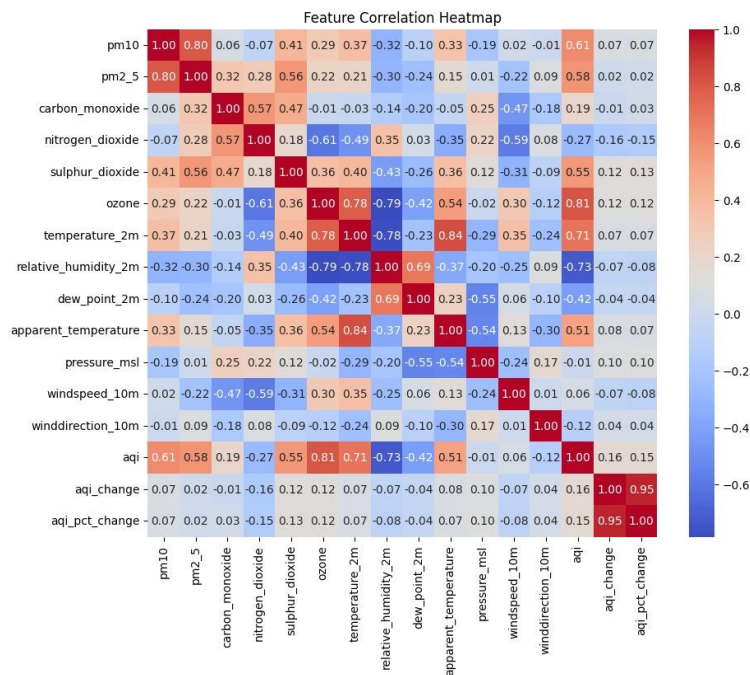 Feature Correlation Heatmap
pm10 1.00 0.80 0.06 -0.07 0.41 0.29 0.37 -0.32 -0.10 0.33 -0.19 0.02 -0.01 0.61 0.07 0.07
pm2_5 0.80 1.00 0.32 0.28 0.56 0.22 0.21 -0.30 -0.24 0.15 0.01 -0.22 0.09 0.58 0.02 0.02
carbon_monoxide 0.06 0.32 1.00 0.57 0.47 -0.01 -0.03 -0.14 -0.20 -0.05 0.25 -0.47 -0.18 0.19 -0.01 0.03
nitrogen_dioxide -0.07 0.28 0.57 1.00 0.18 -0.61 -0.49 0.35 0.03 -0.35 0.22 -0.59 0.08 -0.27 -0.16 -0.15
sulphur_dioxide 0.41 0.56 0.47 0.18 1.00 0.36 0.40 -0.43 -0.26 0.36 0.12 -0.31 -0.09 0.55 0.12 0.13
ozone 0.29 0.22 -0.01 -0.61 0.36 1.00 0.78 -0.79 -0.42 0.54 -0.02 0.30 -0.12 0.81 0.12 0.12
temperature_2m 0.37 0.21 -0.03 -0.49 0.40 0.78 1.00 -0.78 -0.23 0.84 -0.29 0.35 -0.24 0.71 0.07 0.07
relative_humidity_2m -0.32 -0.30 -0.14 0.35 -0.43 -0.79 -0.78 1.00 0.69 -0.37 -0.20 -0.25 0.09 -0.73 -0.07 -0.08
dew_point_2m -0.10 -0.24 -0.20 0.03 -0.26 -0.42 -0.23 0.69 1.00 0.23 -0.55 0.06 -0.10 -0.42 -0.04 -0.04
apparent_temperature 0.33 0.15 -0.05 -0.35 0.36 0.54 0.84 -0.37 0.23 1.00 -0.54 0.13 -0.30 0.51 0.08 0.07
pressure_msl -0.19 0.01 0.25 0.22 0.12 -0.02 -0.29 -0.20 -0.55 -0.54 1.00 -0.24 0.17 -0.01 0.10 0.10
windspeed_10m 0.02 -0.22 -0.47 -0.59 -0.31 0.30 0.35 -0.25 0.06 0.13 -0.24 1.00 0.01 0.06 -0.07 -0.08
winddirection_10m -0.01 0.09 -0.18 0.08 -0.09 -0.12 -0.24 0.09 -0.10 -0.30 0.17 0.01 1.00 -0.12 0.04 0.04
aqi 0.61 0.58 0.19 -0.27 0.55 0.81 0.71 -0.73 -0.42 0.51 -0.01 0.06 -0.12 1.00 0.16 0.15
aqi_change 0.07 0.02 -0.01 -0.16 0.12 0.12 0.07 -0.07 -0.04 0.08 0.10 -0.07 0.04 0.16 1.00 0.95
aqi_pct_change 0.07 0.02 0.03 -0.15 0.13 0.12 0.07 -0.08 -0.04 0.07 0.10 -0.08 0.04 0.15 0.95 1.00
pm10
pm2_5
carbon_monoxide
nitrogen_dioxide
sulphur_dioxide
ozone
temperature_2m
relative_humidity_2m
dew_point_2m
apparent_temperature
pressure_msl
windspeed_10m
winddirection_10m
aqi
aqi_change
aqi_pct_change
1.0
0.8
0.6
0.4
0.2
0.0
−0.2
−0.4
−0.6